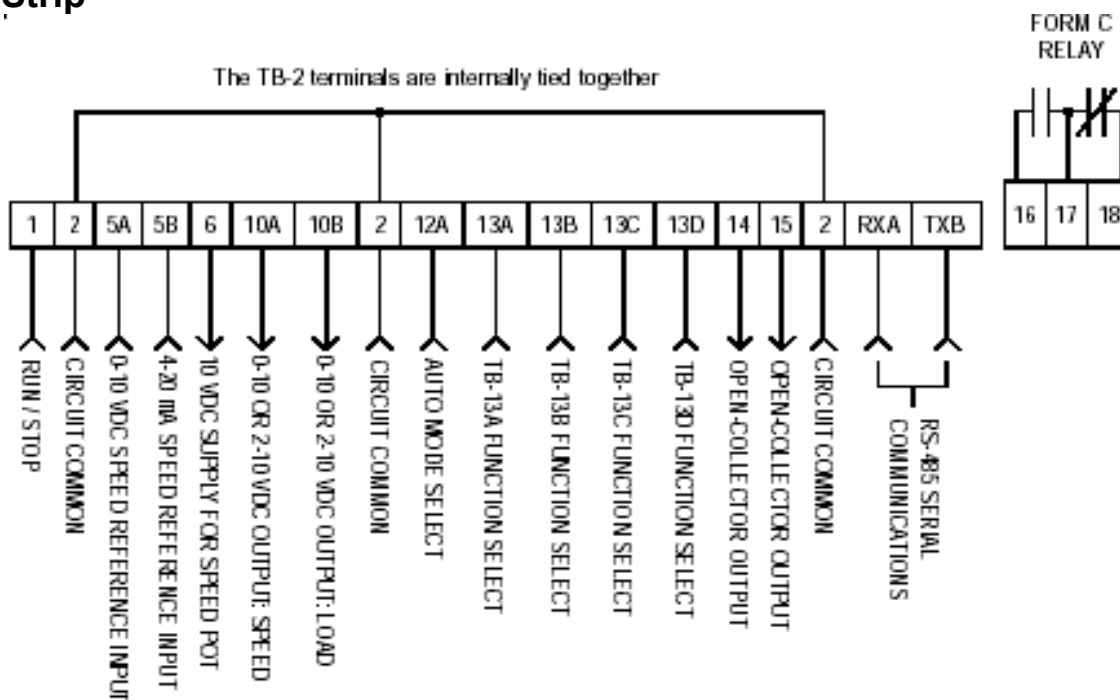 Strip
FORM C
RELAY
The TB-2 terminals are internally tied together
1 2 5A 5B 6 10A 10B 2 12A 13A 13B 13C 13D 14 15 2 RXA TXB
16 17 18
RUN / STOP
CIRCUIT COMMON
0-10 VDC SPEED REFERENCE INPUT
4-20 mA SPEED REFERENCE INPUT
10 VDC SUPPLY FOR SPEED POT
0-10 OR 2-10 VDC OUTPUT: SPEED
0-10 OR 2-10 VDC OUTPUT: LOAD
CIRCUIT COMMON
AUTO MODE SELECT
TB-13A FUNCTION SELECT
TB-13B FUNCTION SELECT
TB-13C FUNCTION SELECT
TB-13D FUNCTION SELECT
OPEN-COLLECTOR OUTPUT
OPEN-COLLECTOR OUTPUT
CIRCUIT COMMON
RS-485 SERIAL
COMMUNICATIONS